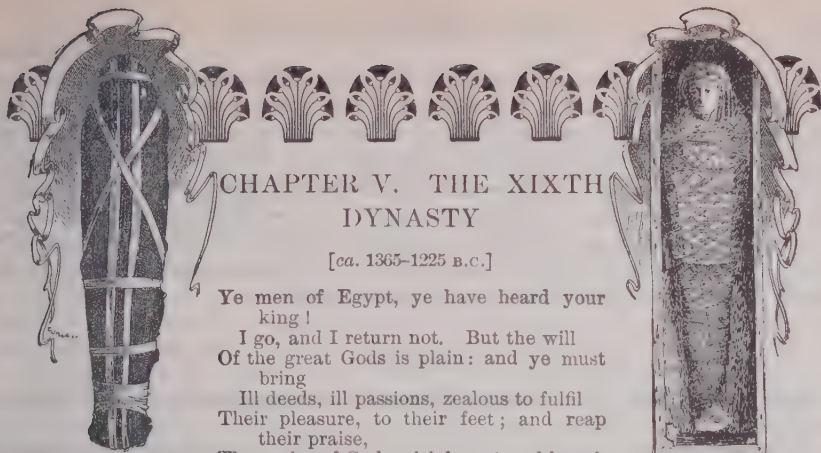 CHAPTER V. THE XIXTH
DYNASTY
[ca. 1365–1225 B.C.]
Ye men of Egypt, ye have heard your
king!
I go, and I return not. But the will
Of the great Gods is plain: and ye must
bring
Ill deeds, ill passions, zealous to fulfil
Their pleasure, to their feet; and reap
their praise,